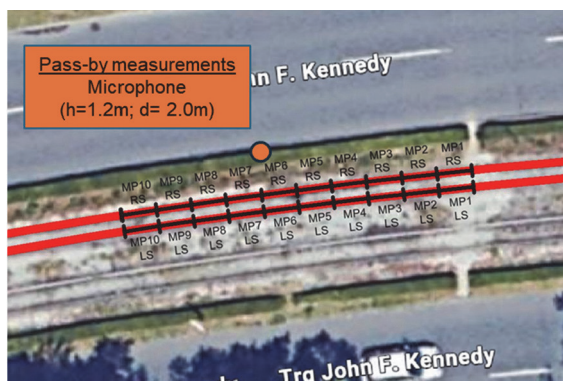 Pass-by measurements
Microphone
(h=1.2m; d= 2.0m)
hn F. Kennedy
MP10 MP9 MP8 MP7 MP6 MP5 MP4 MP3 MP2 MP1
RS RS RS RS RS RS RS RS RS RS
MP10 MP9 MP8 MP7 MP6 MP5 MP4 MP3 MP2 MP1
LS LS LS LS LS LS LS LS LS LS
Trg John F. Kennedy